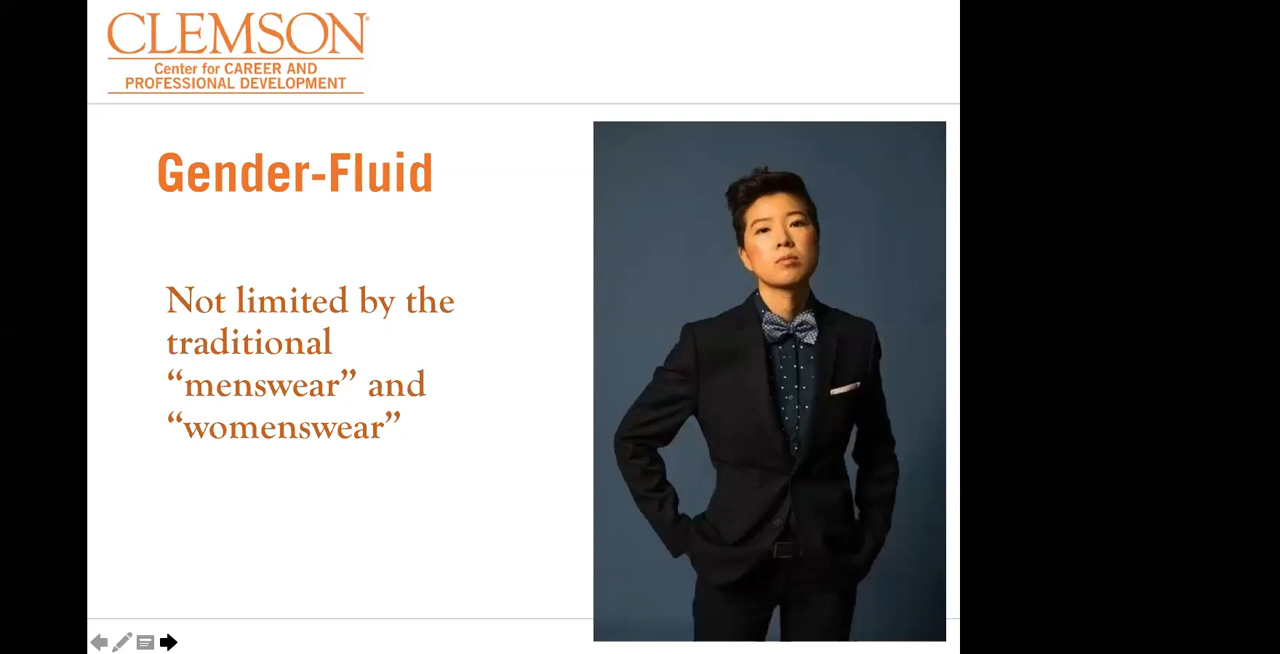 CLEMSON®
Center for CAREER AND
PROFESSIONAL DEVELOPMENT
Gender-Fluid
Not limited by the
traditional
“menswear” and
“womenswear”